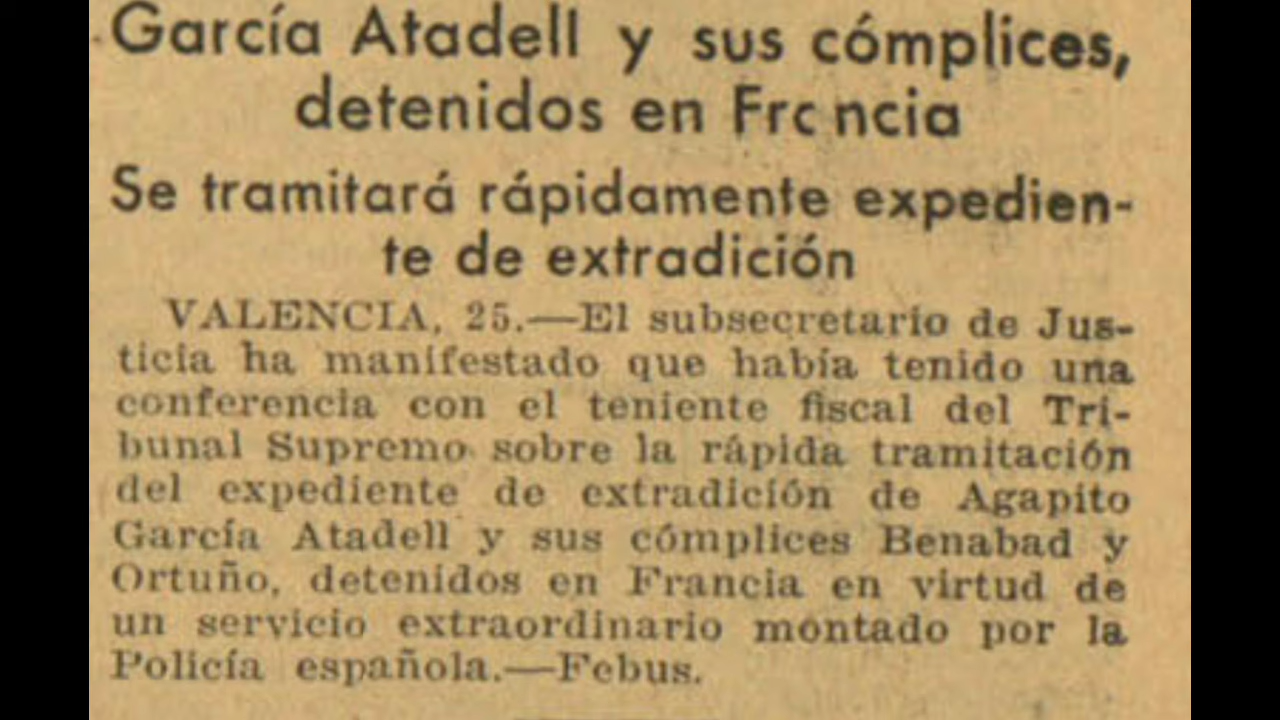 García Atadell y sus cómplices,
detenidos en Francia
Se tramitará rápidamente expedien-
te de extradición
VALENCIA, 25.—El subsecretario de Jus-
ticia ha manifestado que había tenido una
conferencia con el teniente fiscal del Tri-
bunal Supremo sobre la rápida tramitación
del expediente de extradición de Agapito
García Atadell y sus cómplices Benabad y
Ortuño, detenidos en Francia en virtud de
un servicio extraordinario montado por la
Policía española.—Febus.